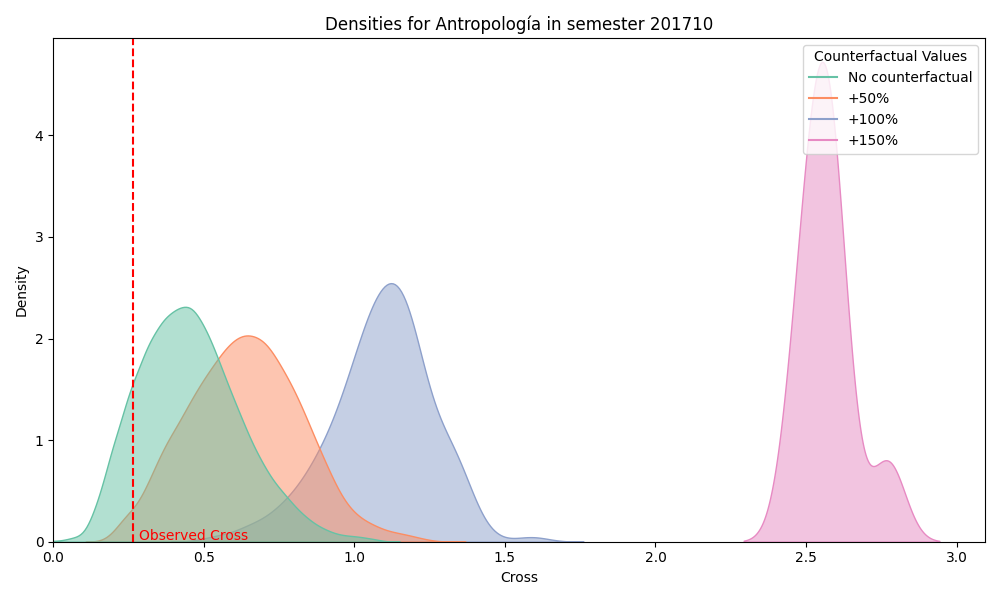 Densities for Antropología in semester 201710
Counterfactual Values
No counterfactual
+50%
+100%
+150%
Density
4
3
2
1
0
Observed Cross
0.0 0.5 1.0 1.5 2.0 2.5 3.0
Cross